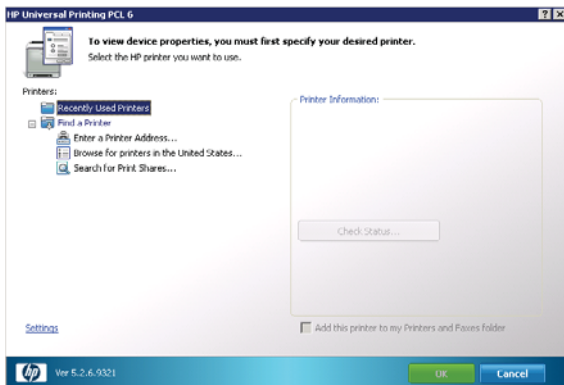 HP Universal Printing PCL 6
To view device properties, you must first specify your desired printer.
Select the HP printer you want to use.
Printers:
Recently Used Printers
Find a Printer
Enter a Printer Address...
Browse for printers in the United States...
Search for Print Shares...
Printer Information:
Check Status...
Settings
Add this printer to my Printers and Faxes folder
hp
Ver 5.2.6.9321
OK
Cancel